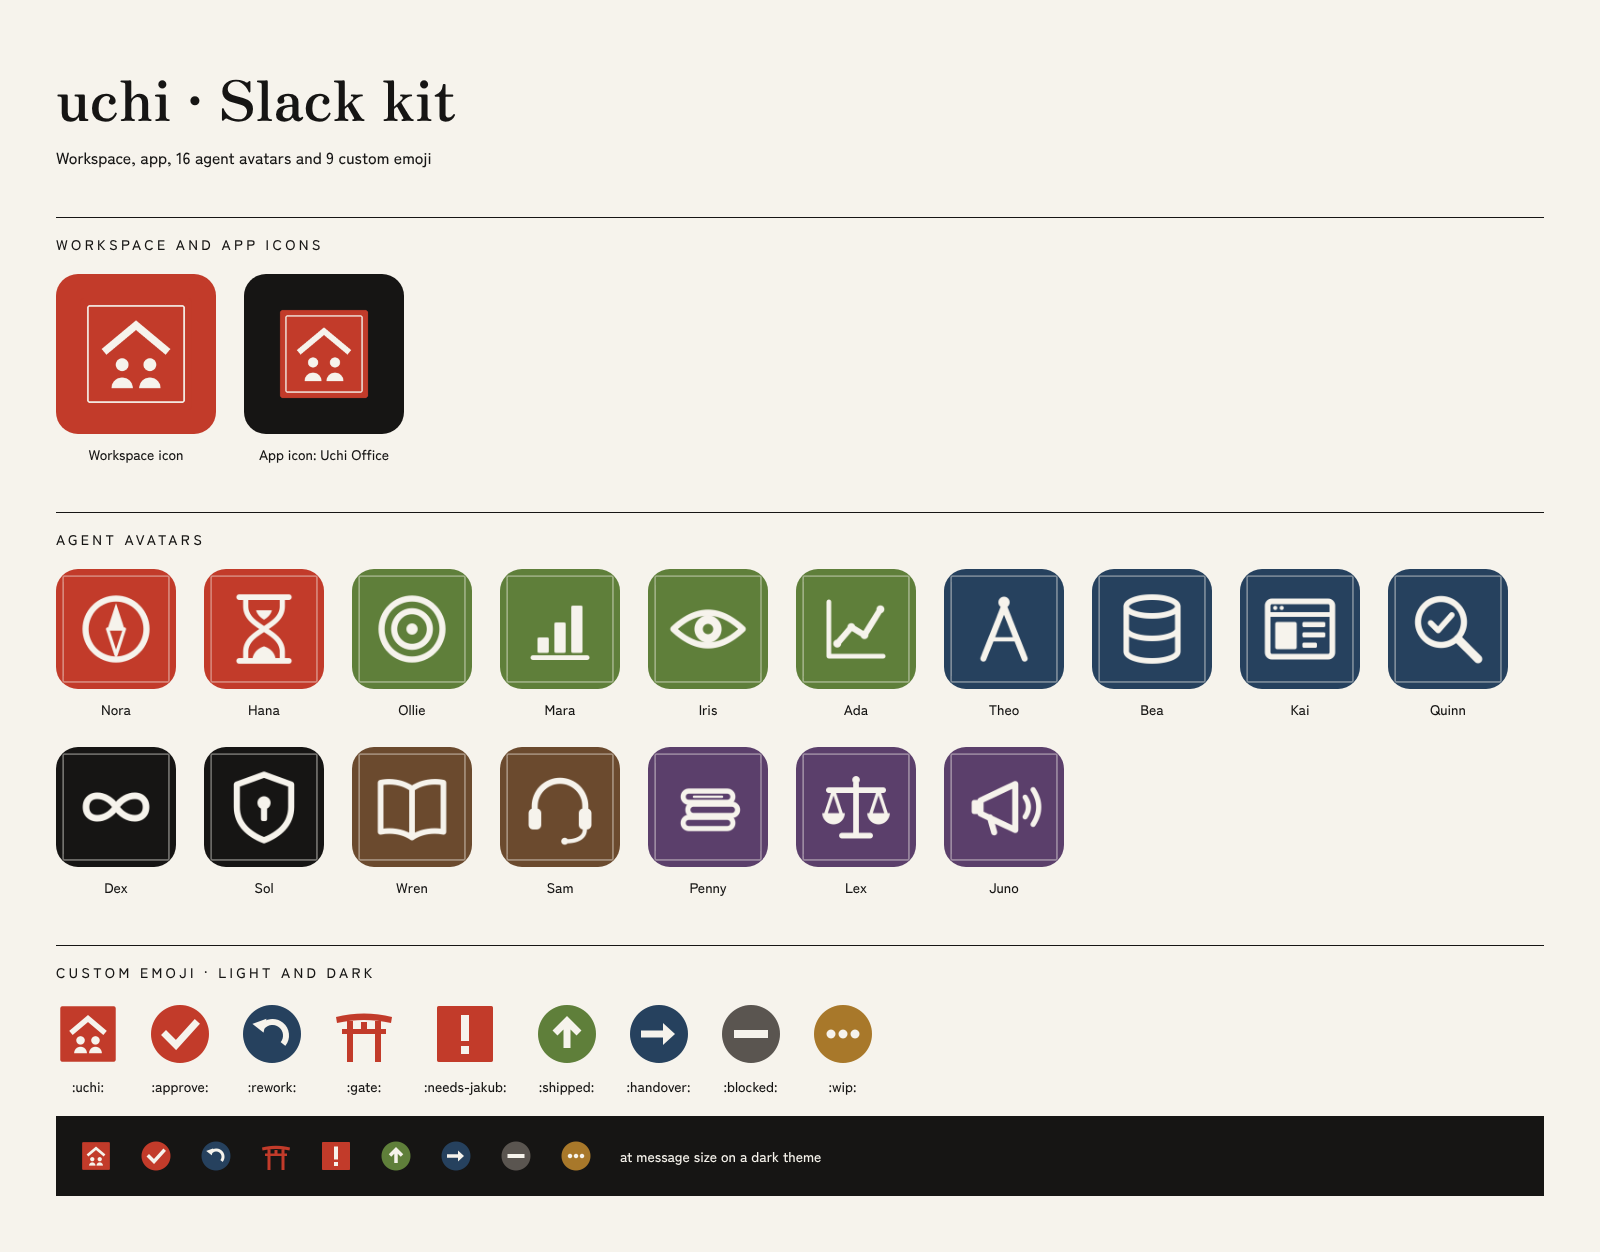 uchi · Slack kit
Workspace, app, 16 agent avatars and 9 custom emoji
WORKSPACE AND APP ICONS
Workspace icon
App icon: Uchi Office
AGENT AVATARS
Nora
Hana
Ollie
Mara
Iris
Ada
Theo
Bea
Kai
Quinn
Dex
Sol
Wren
Sam
Penny
Lex
Juno
CUSTOM EMOJI · LIGHT AND DARK
:uchi:
:approve:
:rework:
:gate:
:needs-jakub:
:shipped:
:handover:
:blocked:
:wip:
at message size on a dark theme